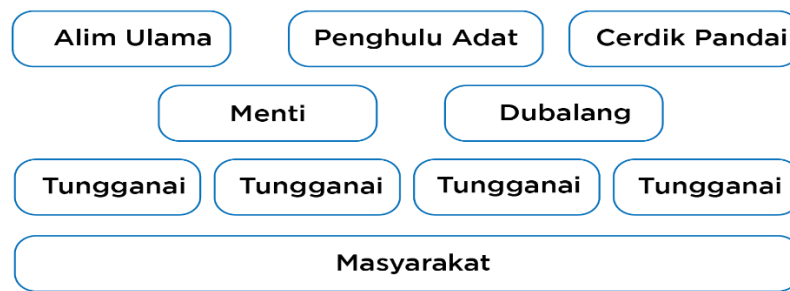 Alim Ulama Penghulu Adat Cerdik Pandai
Menti Dubalang
Tungganai Tungganai Tungganai Tungganai
Masyarakat